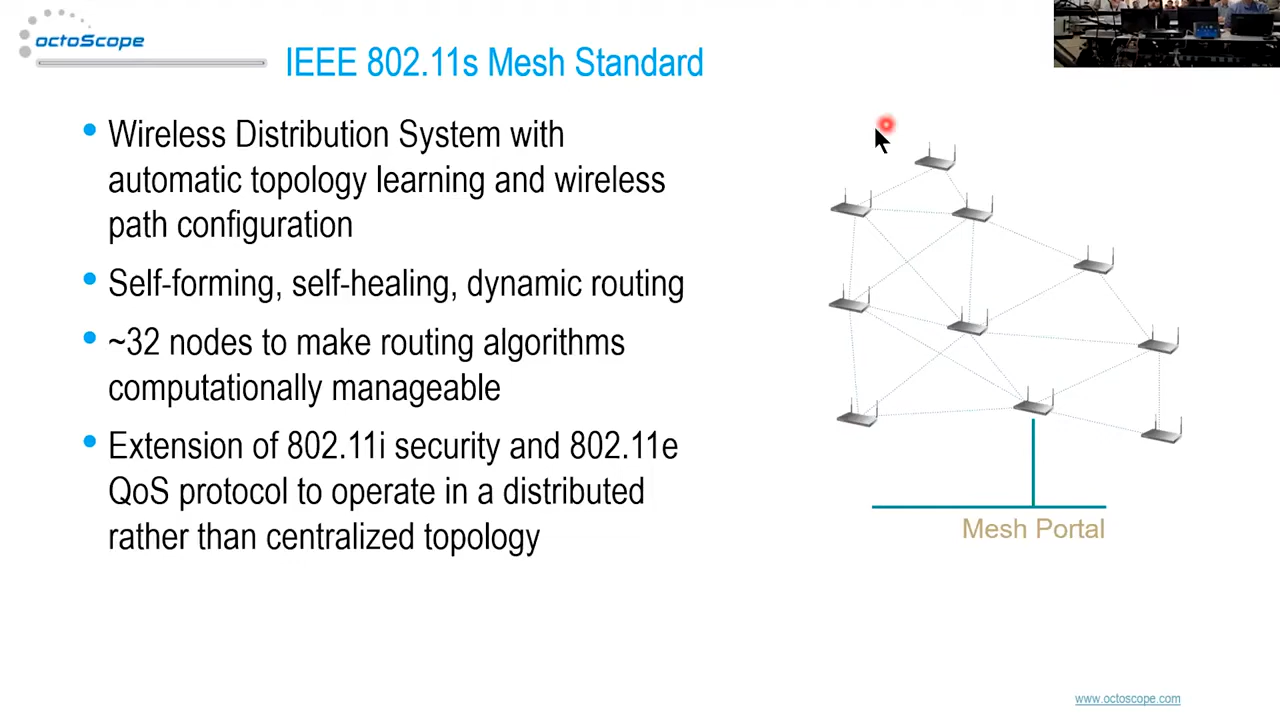 octoScope
IEEE 802.11s Mesh Standard
• Wireless Distribution System with
automatic topology learning and wireless
path configuration
• Self-forming, self-healing, dynamic routing
• ~32 nodes to make routing algorithms
computationally manageable
• Extension of 802.11i security and 802.11e
QoS protocol to operate in a distributed
rather than centralized topology
Mesh Portal
www.octoscope.com